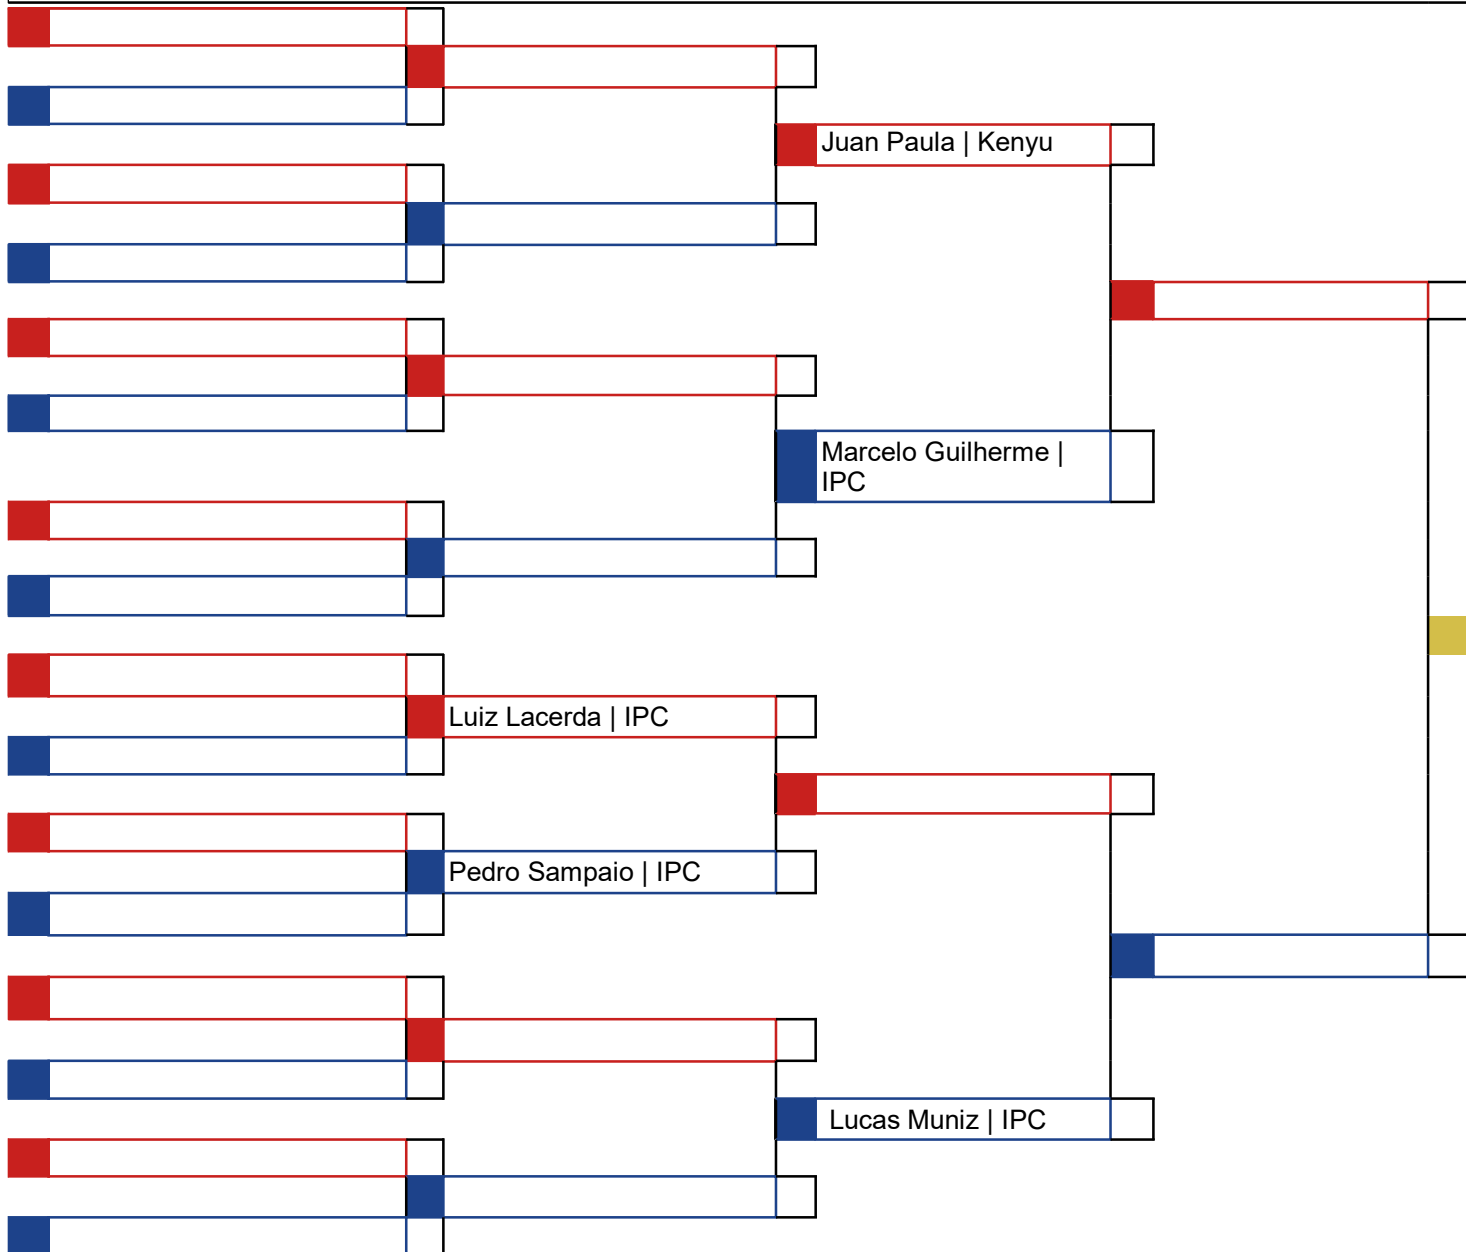 Juan Paula | Kenyu
Marcelo Guilherme |
IPC
Luiz Lacerda | IPC
Pedro Sampaio | IPC
Lucas Muniz | IPC